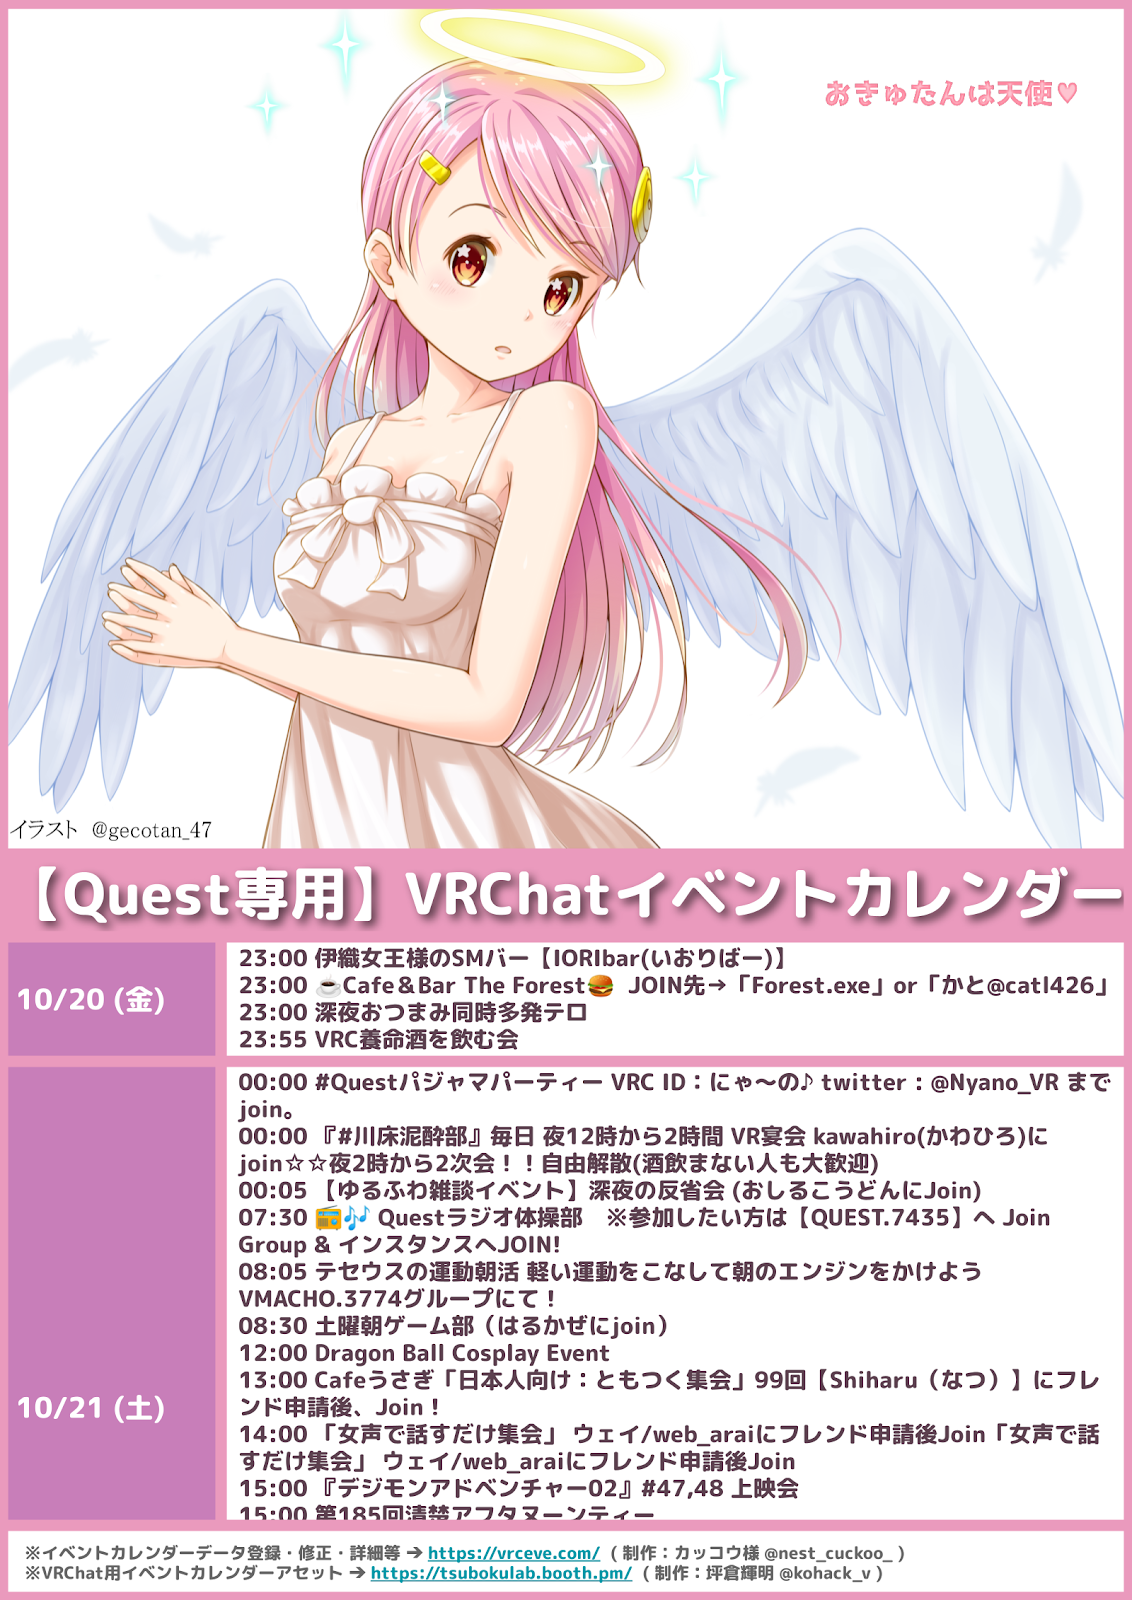 おきゅたんは天使♥
イラスト @gecotan_47
【Quest専用】VRChatイベントカレンダー
10/20 (金)
23:00 伊織女王様のSMバー【IORIbar(いおりばー)】
23:00 ☕Cafe＆Bar The Forest🍔 JOIN先→「Forest.exe」or「かと@catl426」
23:00 深夜おつまみ同時多発テロ
23:55 VRC養命酒を飲む会
10/21 (土)
00:00 #Questパジャマパーティー VRC ID：にゃ～の♪ twitter : @Nyano_VR まで
join。
00:00 『#川床泥酔部』毎日 夜12時から2時間 VR宴会 kawahiro(かわひろ)に
join☆☆夜2時から2次会！！自由解散(酒飲まない人も大歓迎)
00:05 【ゆるふわ雑談イベント】深夜の反省会 (おしるこうどんにJoin)
07:30 📻🎶 Questラジオ体操部　※参加したい方は【QUEST.7435】へ Join
Group & インスタンスへJOIN!
08:05 テセウスの運動朝活 軽い運動をこなして朝のエンジンをかけよう
VMACHO.3774グループにて！
08:30 土曜朝ゲーム部（はるかぜにjoin）
12:00 Dragon Ball Cosplay Event
13:00 Cafeうさぎ「日本人向け：ともつく集会」99回【Shiharu（なつ）】にフレ
ンド申請後、Join！
14:00 「女声で話すだけ集会」 ウェイ/web_araiにフレンド申請後Join「女声で話
すだけ集会」 ウェイ/web_araiにフレンド申請後Join
15:00 『デジモンアドベンチャー02』#47,48 上映会
15:00 第185回清楚アフタヌーンティー
※イベントカレンダーデータ登録・修正・詳細等 ➔ https://vrceve.com/ （ 制作：カッコウ様 @nest_cuckoo_ ）
※VRChat用イベントカレンダーアセット ➔ https://tsubokulab.booth.pm/ （ 制作：坪倉輝明 @kohack_v ）